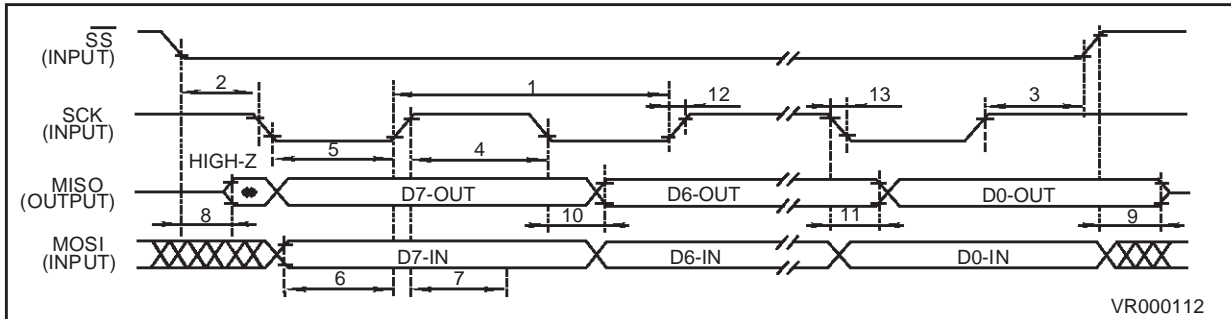 SS
(INPUT)
2
1
12
13
3
SCK
(INPUT)
5
4
HIGH-Z
MISO
(OUTPUT)
D7-OUT
D6-OUT
D0-OUT
8
10
11
9
MOSI
(INPUT)
D7-IN
D6-IN
D0-IN
6
7
VR000112